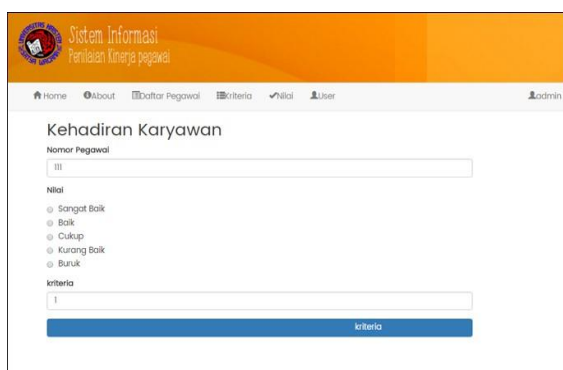 Sistem Informasi
Penilaian Kinerja pegawai
Home About Daftar Pegawai Kriteria Nilai User admin
Kehadiran Karyawan
Nomor Pegawai
111
Nilai
Sangat Baik
Baik
Cukup
Kurang Baik
Buruk
kriteria
1
kriteria